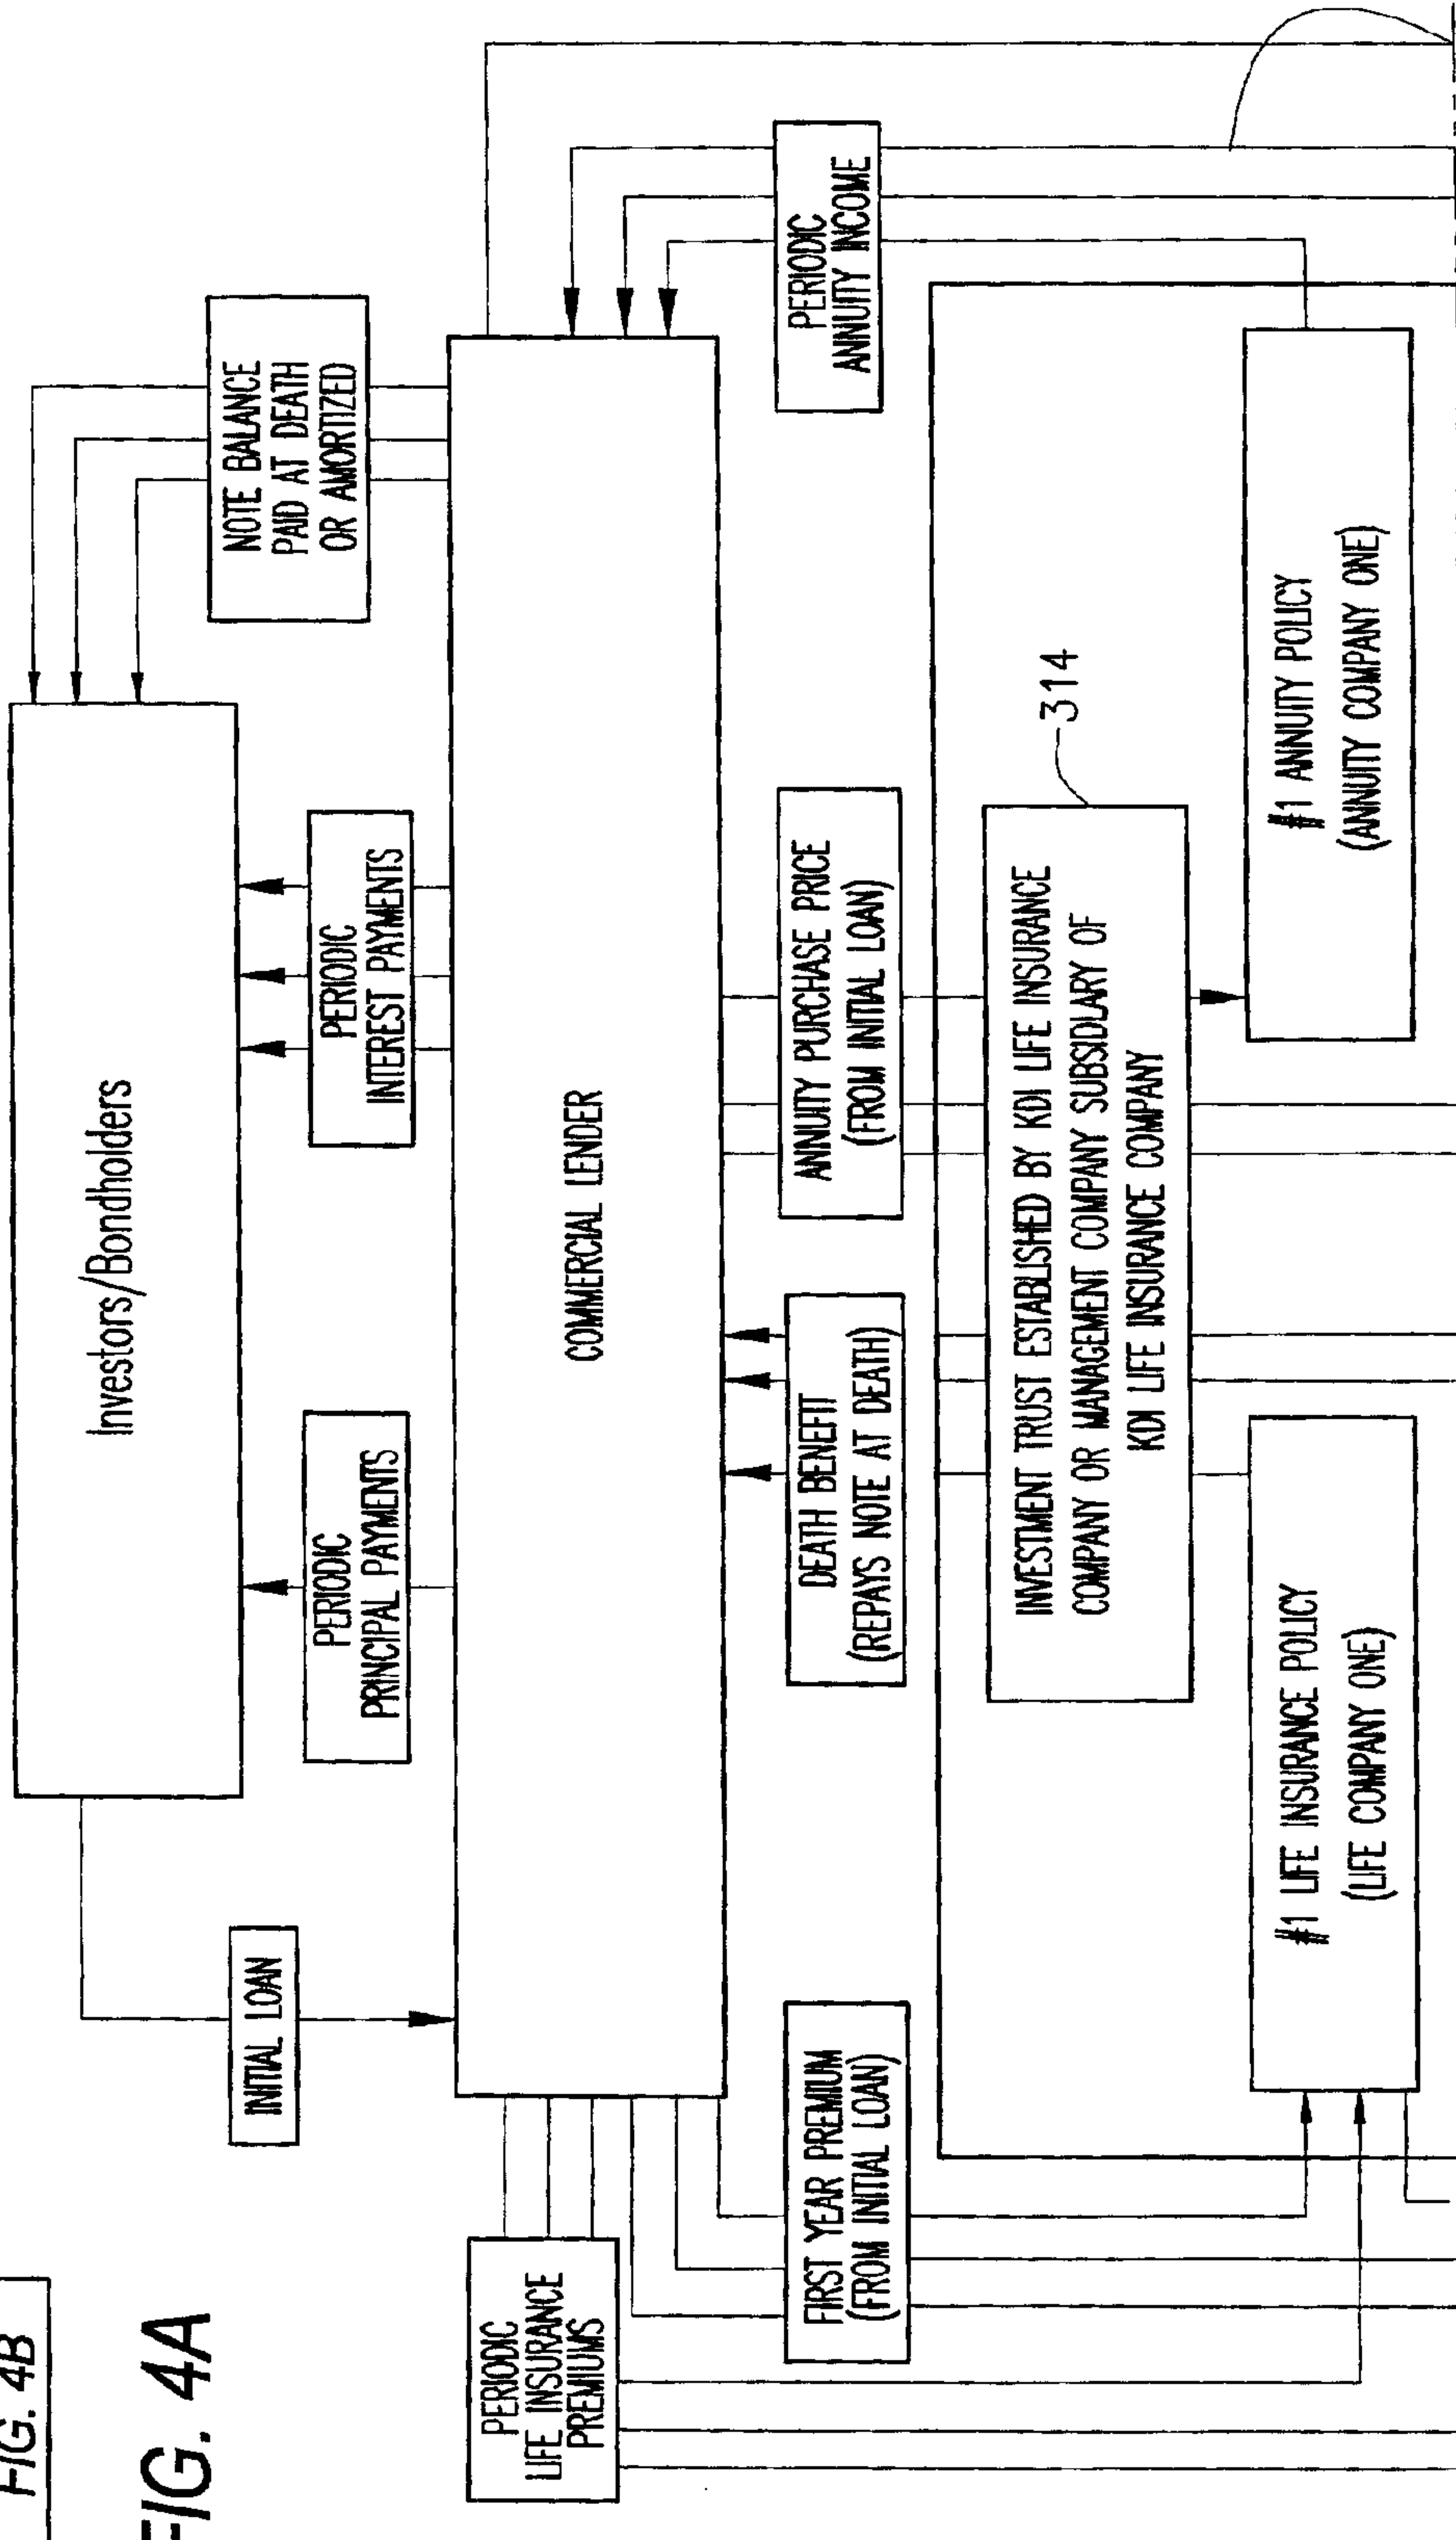 FIG. 4B
FIG. 4A
Investors/Bondholders
INITIAL LOAN
PERIODIC
PRINCIPAL PAYMENTS
PERIODIC
INTEREST PAYMENTS
NOTE BALANCE
PAID AT DEATH
OR AMORTIZED
PERIODIC
LIFE INSURANCE
PREMIUMS
COMMERCIAL LENDER
FIRST YEAR PREMIUM
(FROM INITIAL LOAN)
DEATH BENEFIT
(REPAYS NOTE AT DEATH)
ANNUITY PURCHASE PRICE
(FROM INITIAL LOAN)
PERIODIC
ANNUITY INCOME
INVESTMENT TRUST ESTABLISHED BY KDI LIFE INSURANCE
COMPANY OR MANAGEMENT COMPANY SUBSIDLARY OF
KDI LIFE INSURANCE COMPANY
314
#1 LIFE INSURANCE POLICY
(LIFE COMPANY ONE)
#1 ANNUITY POLICY
(ANNUITY COMPANY ONE)